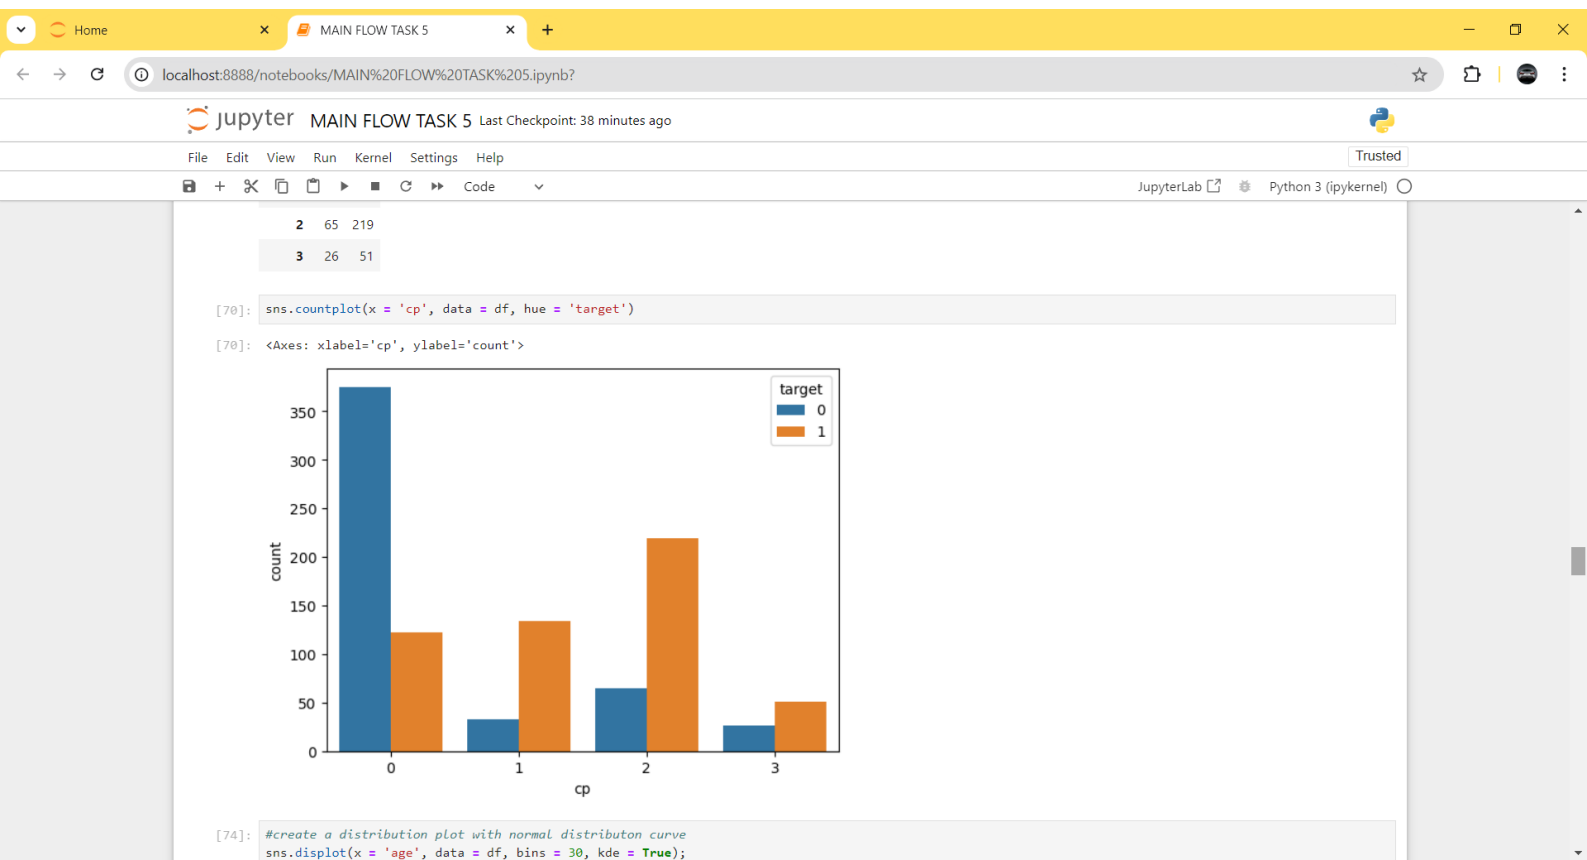 Home
MAIN FLOW TASK 5
localhost:8888/notebooks/MAIN%20FLOW%20TASK%205.ipynb?
jupyter MAIN FLOW TASK 5 Last Checkpoint: 38 minutes ago
File Edit View Run Kernel Settings Help
Trusted
Code
JupyterLab
Python 3 (ipykernel)
2 65 219
3 26 51
[70]: sns.countplot(x = 'cp', data = df, hue = 'target')
[70]: <Axes: xlabel='cp', ylabel='count'>
target
0
1
350
300
250
200
150
100
50
0
count
0 1 2 3
cp
[74]: #create a distribution plot with normal distributon curve
sns.displot(x = 'age', data = df, bins = 30, kde = True);